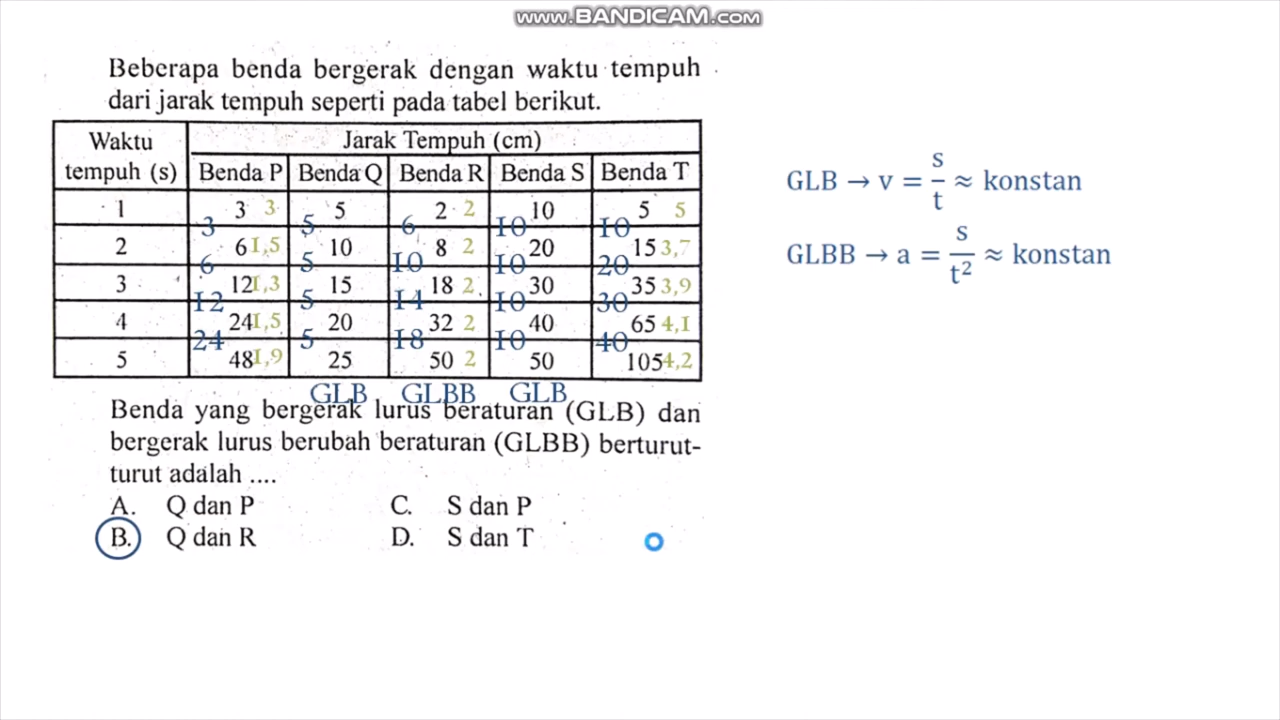 www.BANDICAM.com
Beberapa benda bergerak dengan waktu tempuh
dari jarak tempuh seperti pada tabel berikut.
Waktu tempuh (s) Jarak Tempuh (cm)
Benda P Benda Q Benda R Benda S Benda T
1 3 3 5 2 2 10 5 5
3 5 6 10 10
2 6 1,5 10 8 2 20 15 3,7
6 5 10 10 20
3 12 1,3 15 18 2 30 35 3,9
12 5 14 10 30
4 24 1,5 20 32 2 40 65 4,1
24 5 18 10 40
5 48 1,9 25 50 2 50 105 4,2
GLB GLBB GLB
Benda yang bergerak lurus beraturan (GLB) dan
bergerak lurus berubah beraturan (GLBB) berturut-
turut adalah ....
A. Q dan P C. S dan P
B. Q dan R D. S dan T
GLB → v = s/t ≈ konstan
GLBB → a = s/t² ≈ konstan